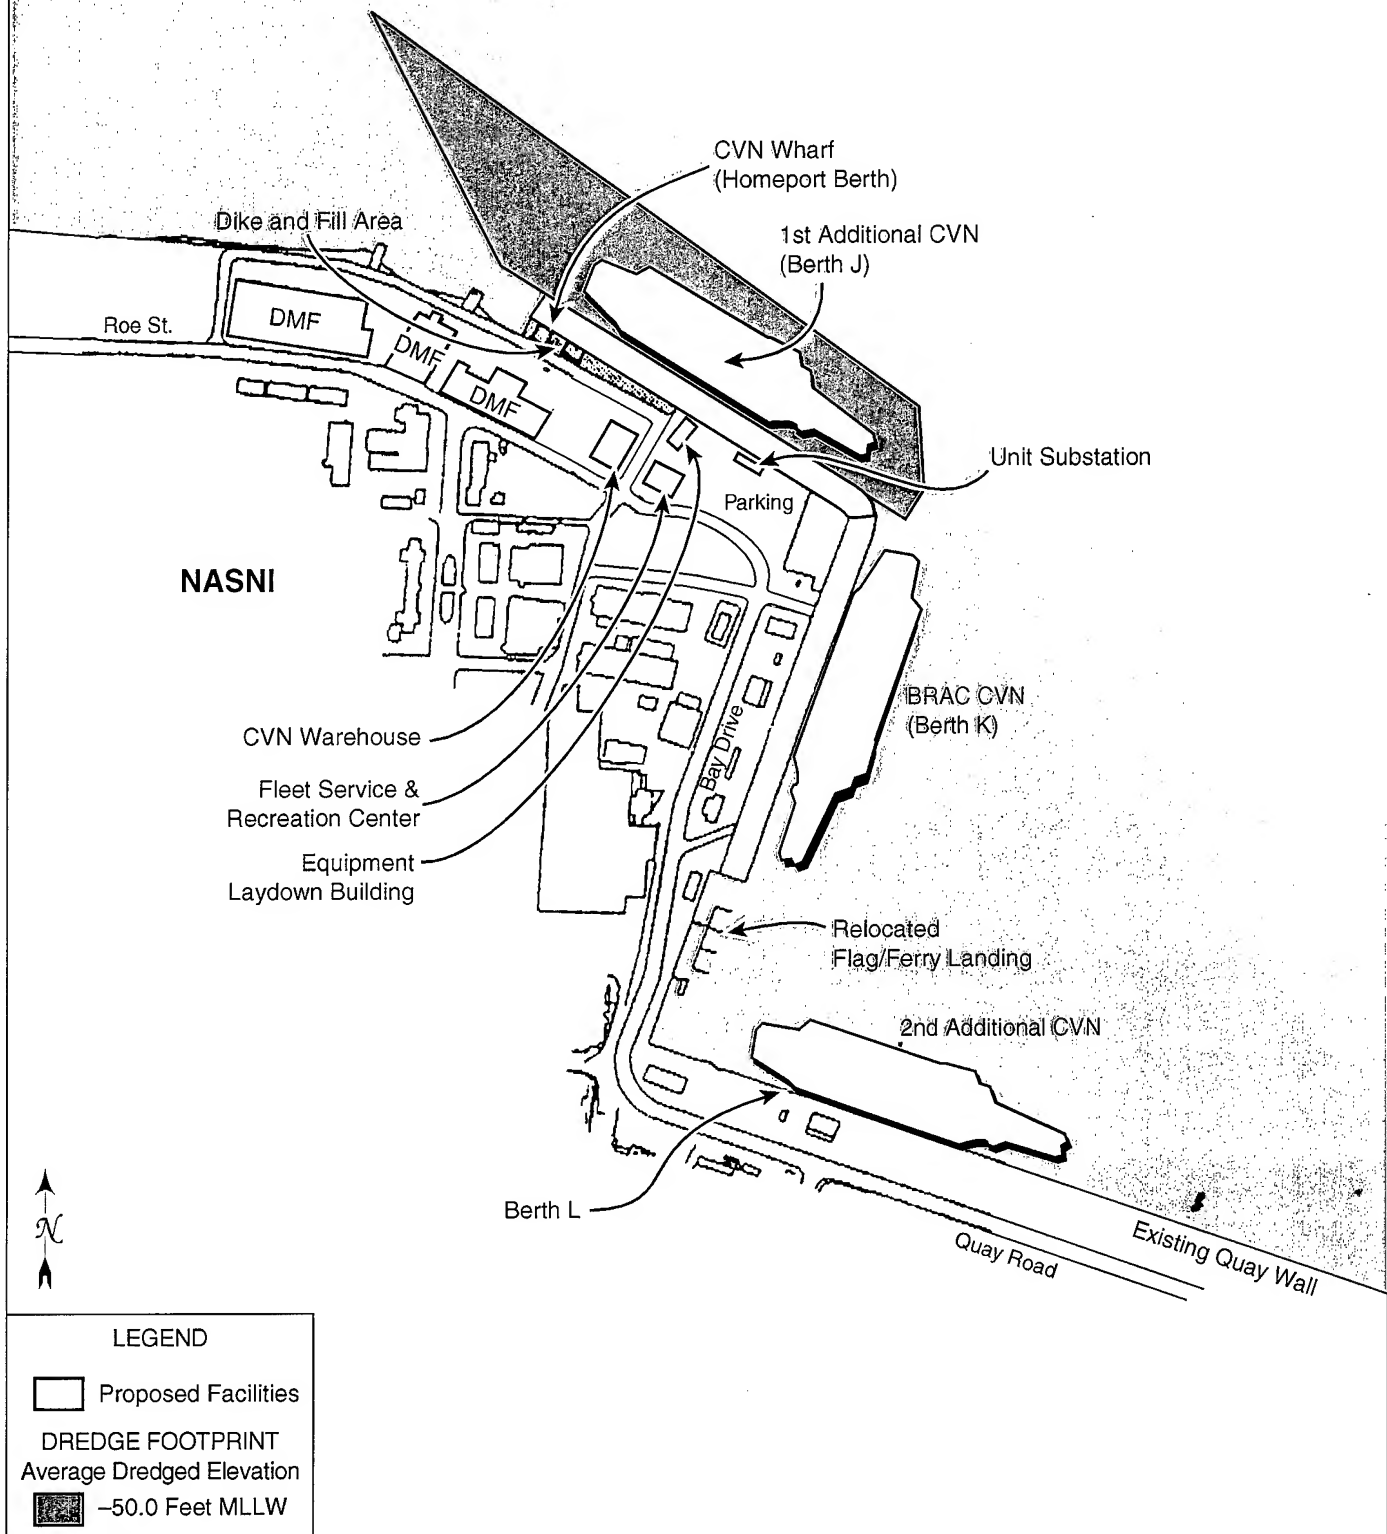 CVN Wharf
(Homeport Berth)
Dike and Fill Area
1st Additional CVN
(Berth J)
Roe St.
DMF
DMF
DMF
Unit Substation
Parking
NASNI
BRAC CVN
(Berth K)
Bay Drive
CVN Warehouse
Fleet Service &
Recreation Center
Equipment
Laydown Building
Relocated
Flag/Ferry Landing
2nd Additional CVN
Berth L
Existing Quay Wall
Quay Road
N
LEGEND
Proposed Facilities
DREDGE FOOTPRINT
Average Dredged Elevation
–50.0 Feet MLLW